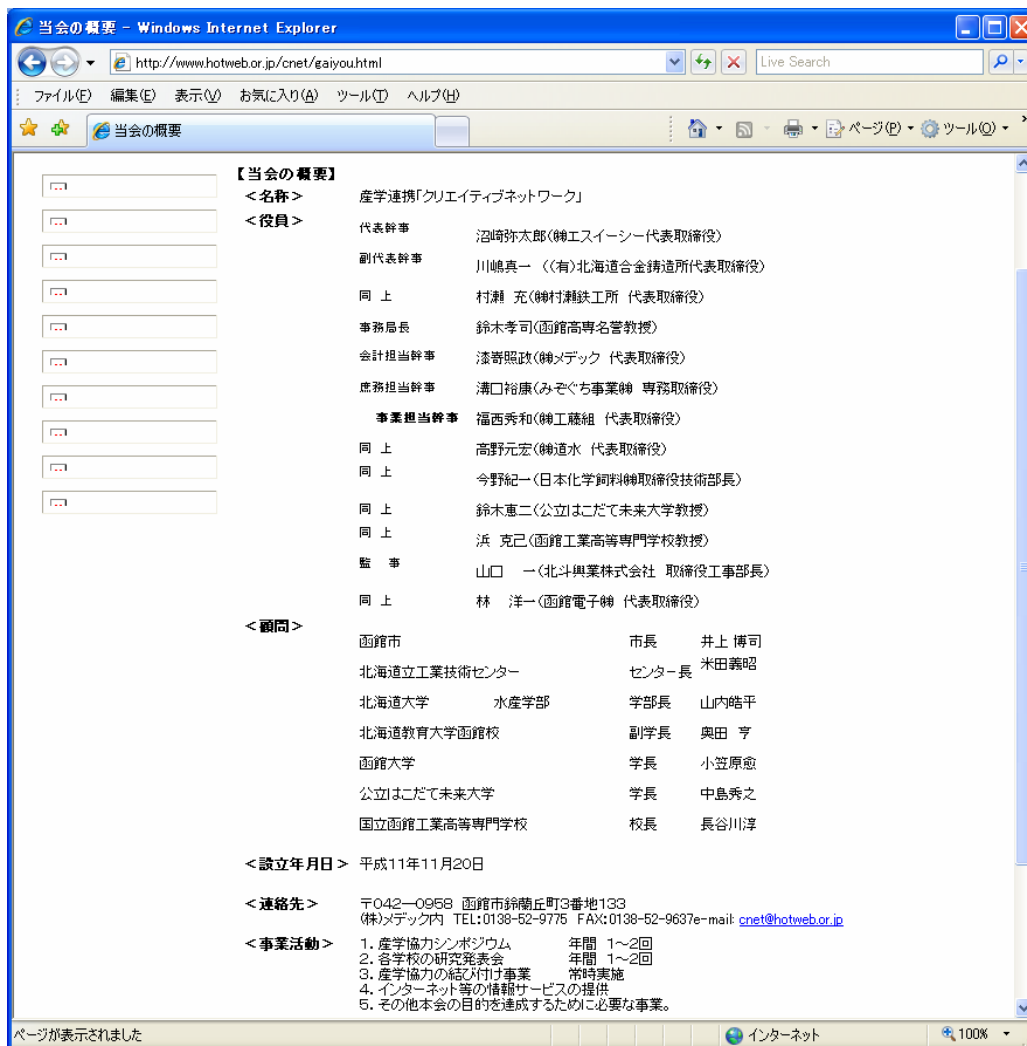 当会の概要 - Windows Internet Explorer
http://www.hotweb.or.jp/cnet/gaiyou.html
Live Search
ファイル(F) 編集(E) 表示(V) お気に入り(A) ツール(T) ヘルプ(H)
当会の概要 ページ(P) ツール(O)
【当会の概要】
＜名称＞ 産学連携「クリエイティブネットワーク」
＜役員＞ 代表幹事 沼崎弥太郎(㈱エスイーシー代表取締役)
副代表幹事 川嶋真一 ((有)北海道合金鋳造所代表取締役)
同 上 村瀬 充(㈱村瀬鉄工所 代表取締役)
事務局長 鈴木孝司(函館高専名誉教授)
会計担当幹事 漆嵜照政(㈱メデック 代表取締役)
庶務担当幹事 溝口裕康(みぞぐち事業㈱ 専務取締役)
事業担当幹事 福西秀和(㈱工藤組 代表取締役)
同 上 高野元宏(㈱道水 代表取締役)
同 上 今野紀一(日本化学飼料㈱取締役技術部長)
同 上 鈴木恵二(公立はこだて未来大学教授)
同 上 浜 克己(函館工業高等専門学校教授)
監 事 山口 一(北斗興業株式会社 取締役工事部長)
同 上 林 洋一(函館電子㈱ 代表取締役)
＜顧問＞
函館市 市長 井上 博司
北海道立工業技術センター センター長 米田義昭
北海道大学 水産学部 学部長 山内晧平
北海道教育大学函館校 副学長 奥田 亨
函館大学 学長 小笠原愈
公立はこだて未来大学 学長 中島秀之
国立函館工業高等専門学校 校長 長谷川淳
＜設立年月日＞ 平成11年11月20日
＜連絡先＞ 〒042―0958 函館市鈴蘭丘町3番地133
(株)メデック内 TEL:0138-52-9775 FAX:0138-52-9637e-mail: cnet@hotweb.or.jp
＜事業活動＞ 1. 産学協力シンポジウム 年間 1～2回
2. 各学校の研究発表会 年間 1～2回
3. 産学協力の結び付け事業 常時実施
4. インターネット等の情報サービスの提供
5. その他本会の目的を達成するために必要な事業。
ページが表示されました インターネット 100%